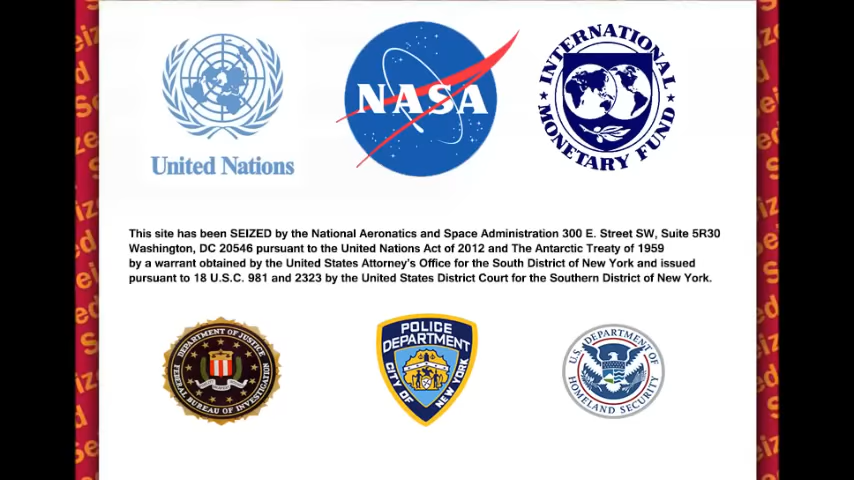 United Nations
NASA
INTERNATIONAL MONETARY FUND
This site has been SEIZED by the National Aeronatics and Space Administration 300 E. Street SW, Suite 5R30
Washington, DC 20546 pursuant to the United Nations Act of 2012 and The Antarctic Treaty of 1959
by a warrant obtained by the United States Attorney's Office for the South District of New York and issued
pursuant to 18 U.S.C. 981 and 2323 by the United States District Court for the Southern District of New York.
DEPARTMENT OF JUSTICE
FEDERAL BUREAU OF INVESTIGATION
POLICE
DEPARTMENT
CITY OF NEW YORK
U.S. DEPARTMENT OF
HOMELAND SECURITY